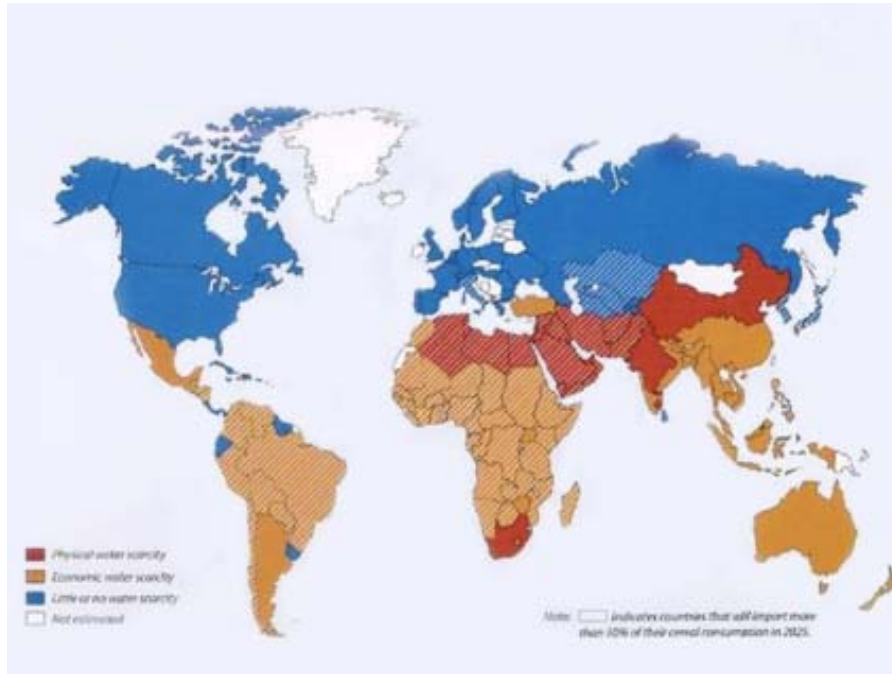 Physical water scarcity
Economic water scarcity
Little or no water scarcity
Not estimated
Note: indicates countries that will import more
than 10% of their cereal consumption in 2025.